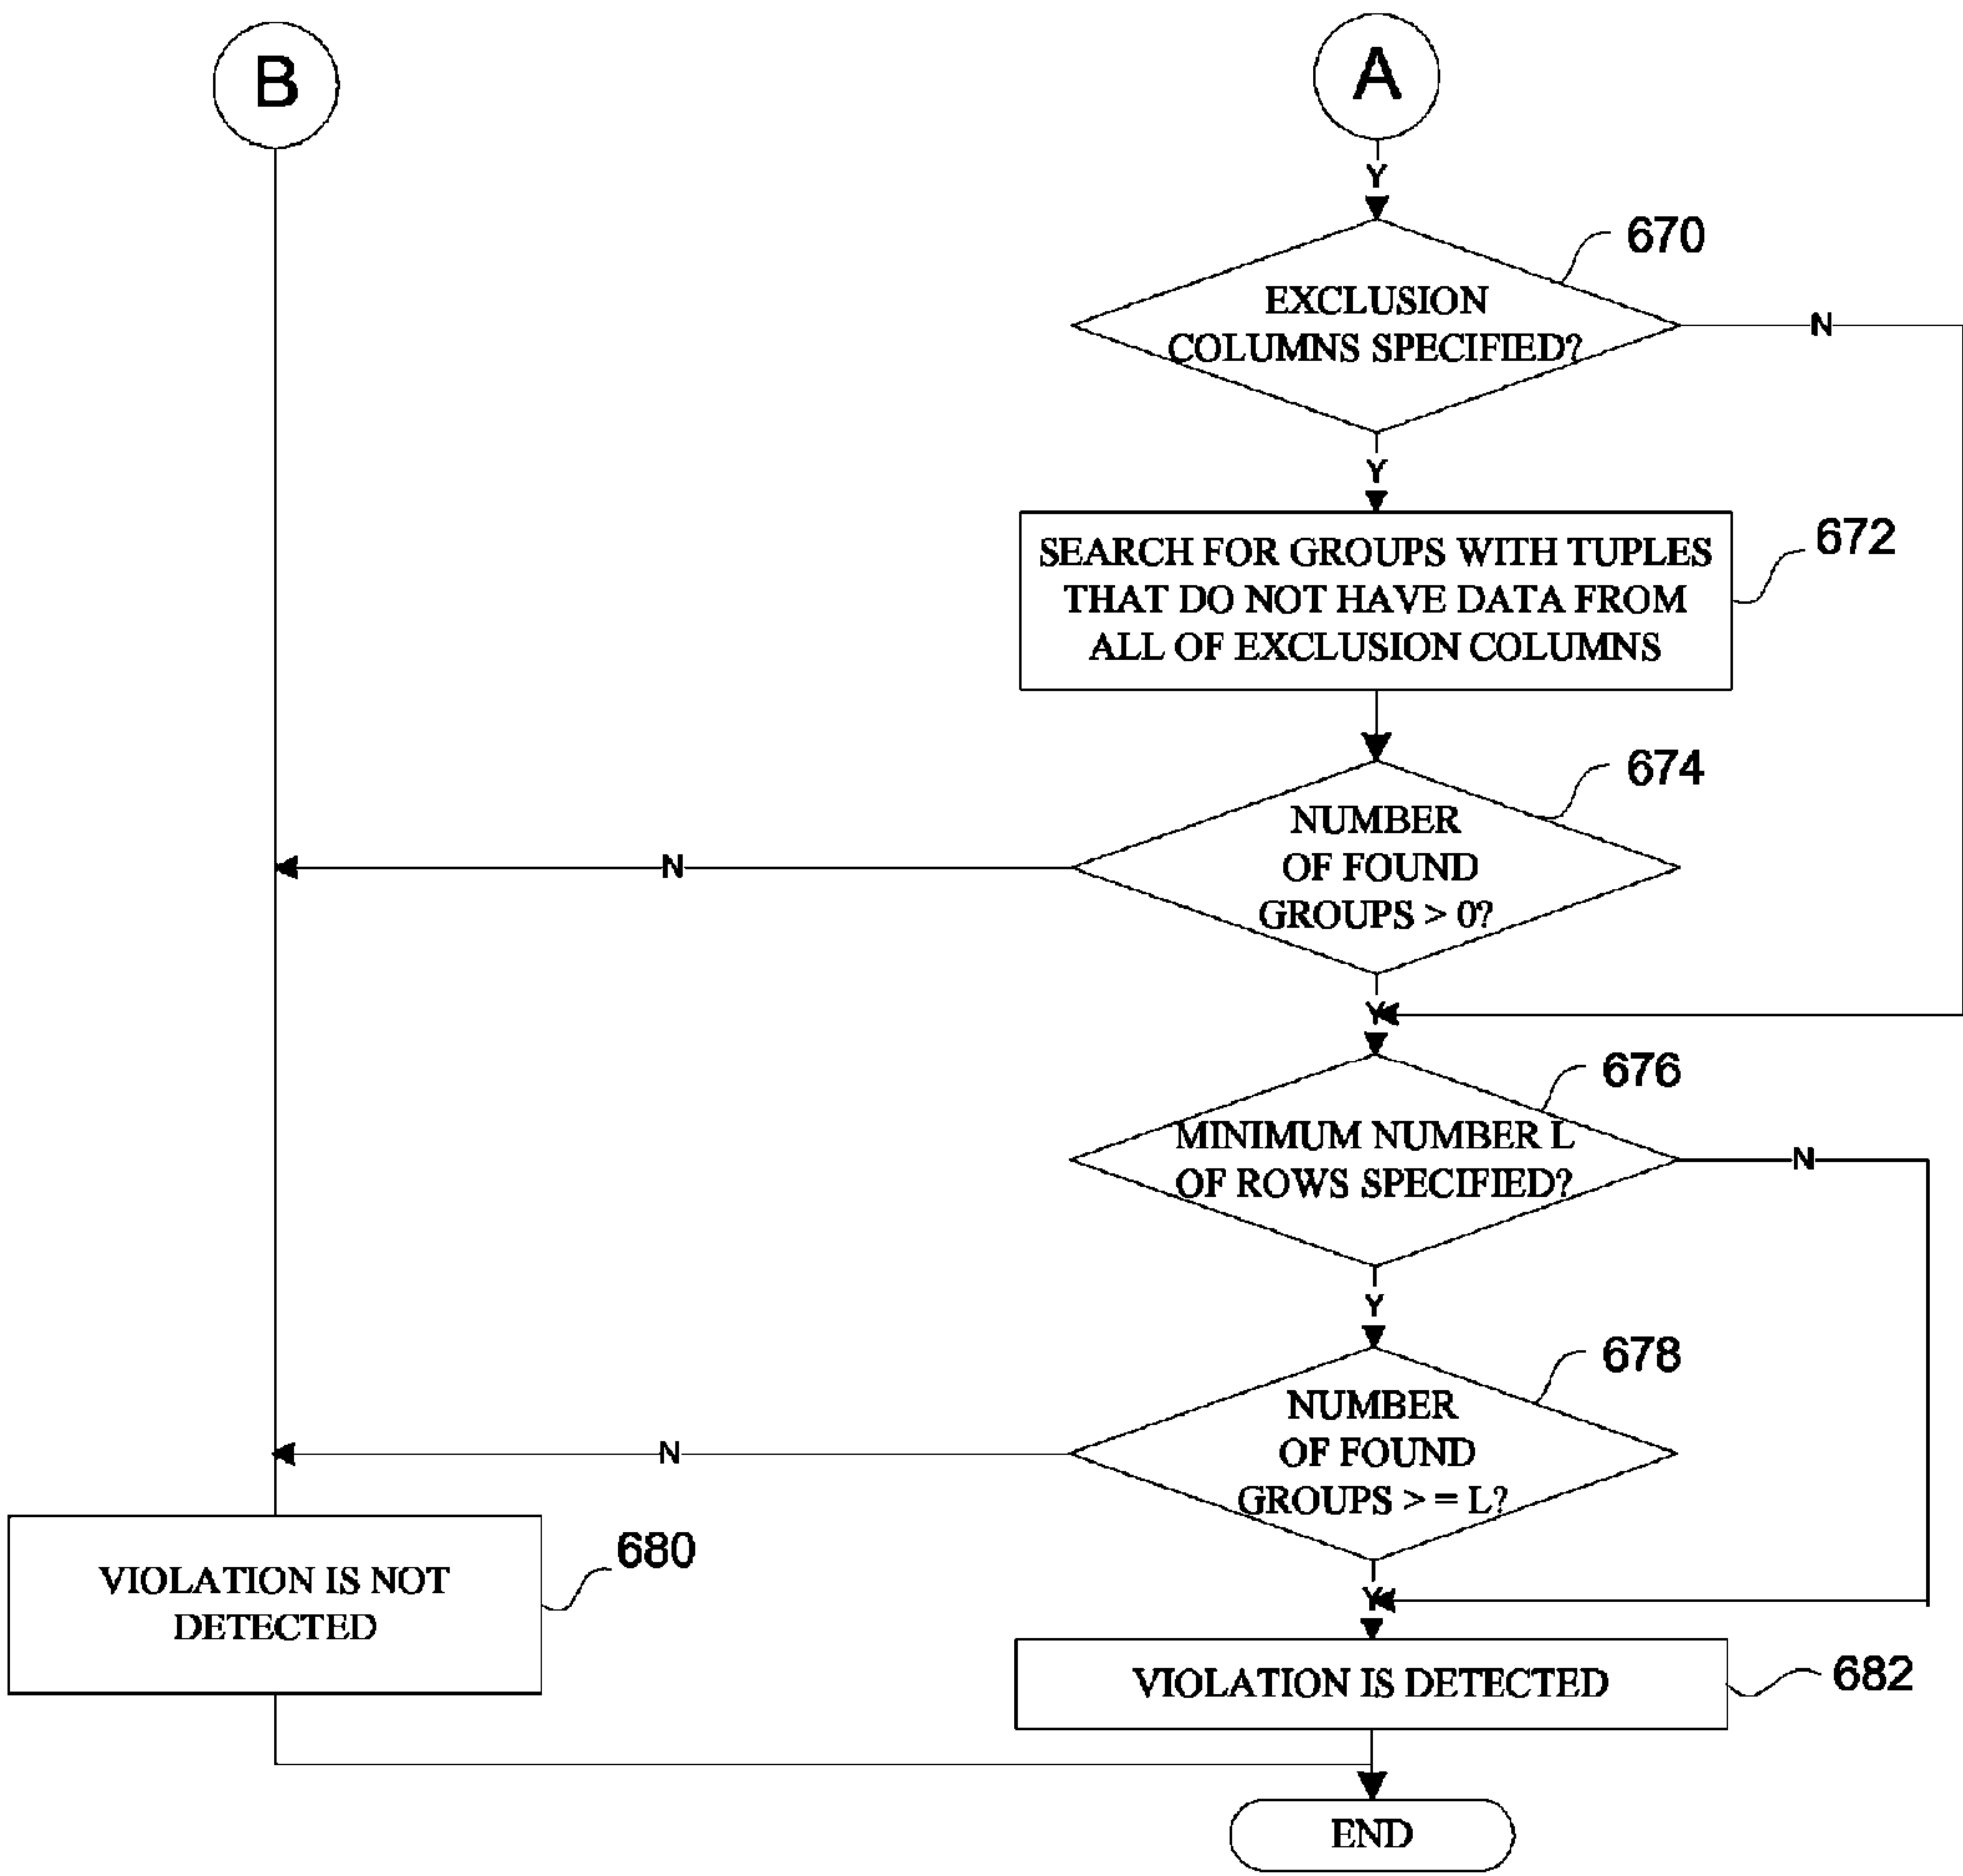 B
A
Y
670
EXCLUSION
COLUMNS SPECIFIED?
N
Y
672
SEARCH FOR GROUPS WITH TUPLES
THAT DO NOT HAVE DATA FROM
ALL OF EXCLUSION COLUMNS
674
NUMBER
OF FOUND
GROUPS > 0?
N
Y
676
MINIMUM NUMBER L
OF ROWS SPECIFIED?
N
Y
678
NUMBER
OF FOUND
GROUPS > = L?
N
Y
680
VIOLATION IS NOT
DETECTED
682
VIOLATION IS DETECTED
END